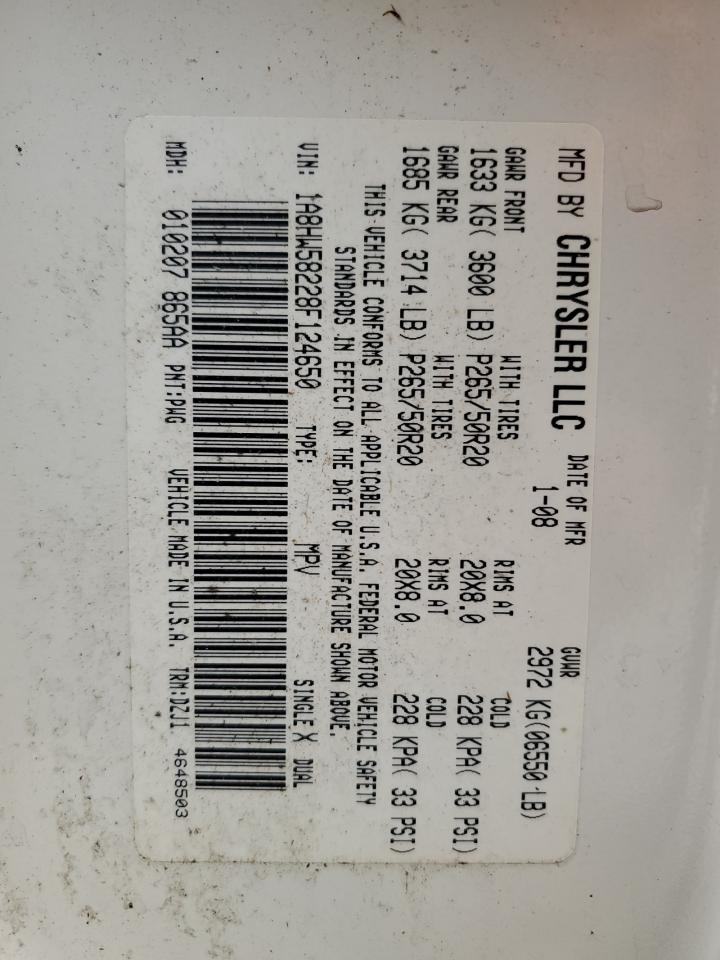 MFD BY CHRYSLER LLC DATE OF MFR GVWR
1-08 2972 KG(06550 LB)
GAWR FRONT WITH TIRES RIMS AT COLD
1633 KG( 3600 LB) P265/50R20 20X8.0 228 KPA( 33 PSI)
GAWR REAR WITH TIRES RIMS AT COLD
1685 KG( 3714 LB) P265/50R20 20X8.0 228 KPA( 33 PSI)
THIS VEHICLE CONFORMS TO ALL APPLICABLE U.S.A. FEDERAL MOTOR VEHICLE SAFETY
STANDARDS IN EFFECT ON THE DATE OF MANUFACTURE SHOWN ABOVE.
VIN: 1A8HW58228F124650 TYPE: MPV SINGLE X DUAL
MDH: 010207 865AA PNT:PWG VEHICLE MADE IN U.S.A. TRM:DZJ1 4648503